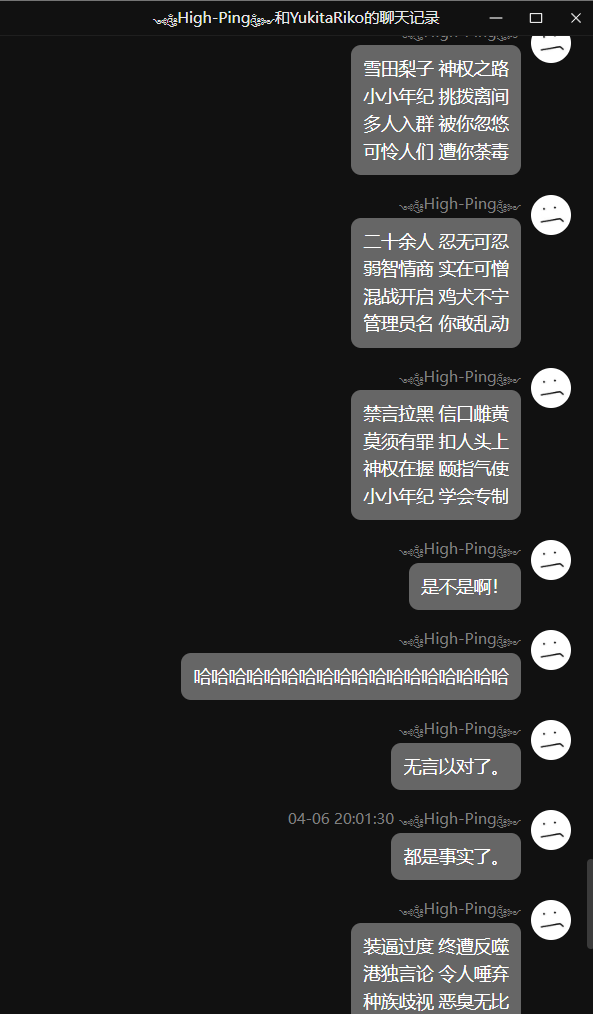 High-Ping和YukitaRiko的聊天记录
High-Ping
雪田梨子 神权之路
小小年纪 挑拨离间
多人入群 被你忽悠
可怜人们 遭你荼毒
High-Ping
二十余人 忍无可忍
弱智情商 实在可憎
混战开启 鸡犬不宁
管理员名 你敢乱动
High-Ping
禁言拉黑 信口雌黄
莫须有罪 扣人头上
神权在握 颐指气使
小小年纪 学会专制
High-Ping
是不是啊!
High-Ping
哈哈哈哈哈哈哈哈哈哈哈哈哈哈哈哈哈哈
High-Ping
无言以对了。
04-06 20:01:30 High-Ping
都是事实了。
High-Ping
装逼过度 终遭反噬
港独言论 令人唾弃
种族歧视 恶臭无比